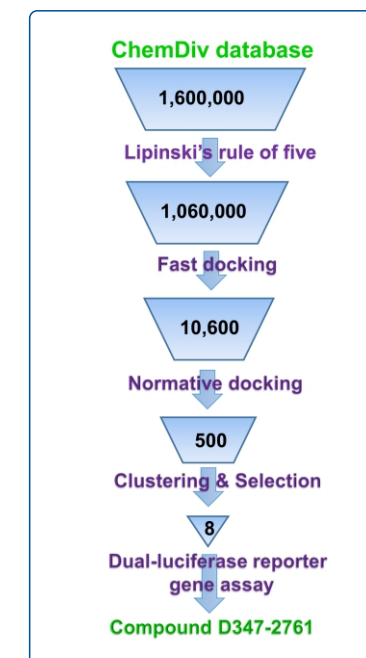 ChemDiv database
1,600,000
Lipinski's rule of five
1,060,000
Fast docking
10,600
Normative docking
500
Clustering & Selection
8
Dual-luciferase reporter
gene assay
Compound D347-2761